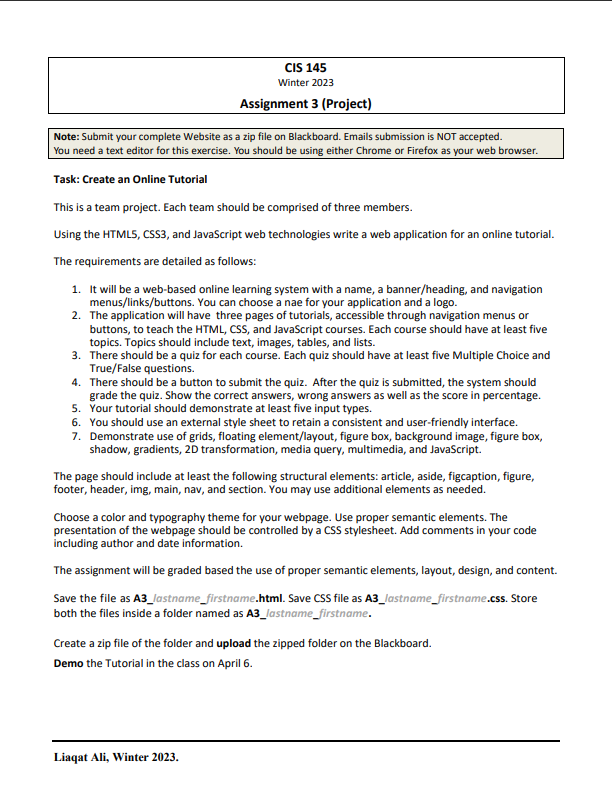 CIS 145
Winter 2023
Assignment 3 (Project)
Note: Submit your complete Website as a zip file on Blackboard. Emails submission is NOT accepted.
You need a text editor for this exercise. You should be using either Chrome or Firefox as your web browser.
Task: Create an Online Tutorial
This is a team project. Each team should be comprised of three members.
Using the HTML5, CSS3, and JavaScript web technologies write a web application for an online tutorial.
The requirements are detailed as follows:
1. It will be a web-based online learning system with a name, a banner/heading, and navigation
menus/links/buttons. You can choose a nae for your application and a logo.
2. The application will have three pages of tutorials, accessible through navigation menus or
buttons, to teach the HTML, CSS, and JavaScript courses. Each course should have at least five
topics. Topics should include text, images, tables, and lists.
3. There should be a quiz for each course. Each quiz should have at least five Multiple Choice and
True/False questions.
4. There should be a button to submit the quiz. After the quiz is submitted, the system should
grade the quiz. Show the correct answers, wrong answers as well as the score in percentage.
5. Your tutorial should demonstrate at least five input types.
6. You should use an external style sheet to retain a consistent and user-friendly interface.
7. Demonstrate use of grids, floating element/layout, figure box, background image, figure box,
shadow, gradients, 2D transformation, media query, multimedia, and JavaScript.
The page should include at least the following structural elements: article, aside, figcaption, figure,
footer, header, img, main, nav, and section. You may use additional elements as needed.
Choose a color and typography theme for your webpage. Use proper semantic elements. The
presentation of the webpage should be controlled by a CSS stylesheet. Add comments in your code
including author and date information.
The assignment will be graded based the use of proper semantic elements, layout, design, and content.
Save the file as A3_lastname_firstname.html. Save CSS file as A3_lastname_firstname.css. Store
both the files inside a folder named as A3_lastname_firstname.
Create a zip file of the folder and upload the zipped folder on the Blackboard.
Demo the Tutorial in the class on April 6.
Liaqat Ali, Winter 2023.